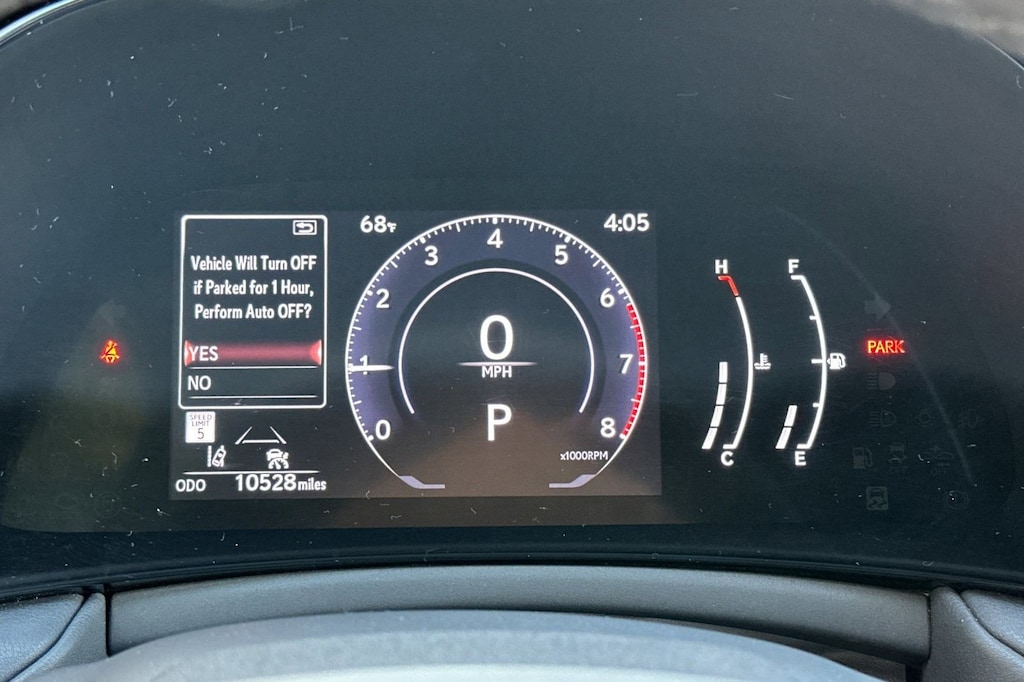 Vehicle Will Turn OFF
if Parked for 1 Hour,
Perform Auto OFF?
YES
NO
SPEED
LIMIT
5
ODO 10528 miles
68°F
4:05
0
1
2
3
4
5
6
7
8
0
MPH
P
x1000RPM
H
C
F
E
PARK